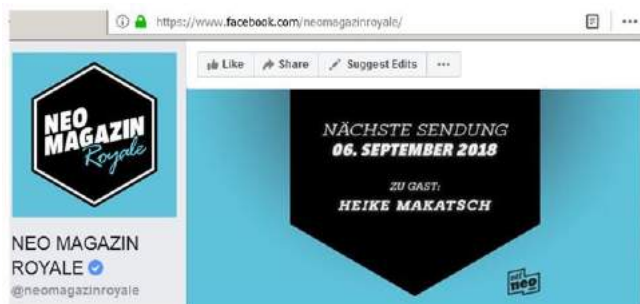 https://www.facebook.com/neomagazinroyale/
Like Share Suggest Edits
NEO
MAGAZIN
Royale
NÄCHSTE SENDUNG
06. SEPTEMBER 2018
ZU GAST:
HEIKE MAKATSCH
NEO MAGAZIN
ROYALE
@neomagazinroyale
zdf
neo